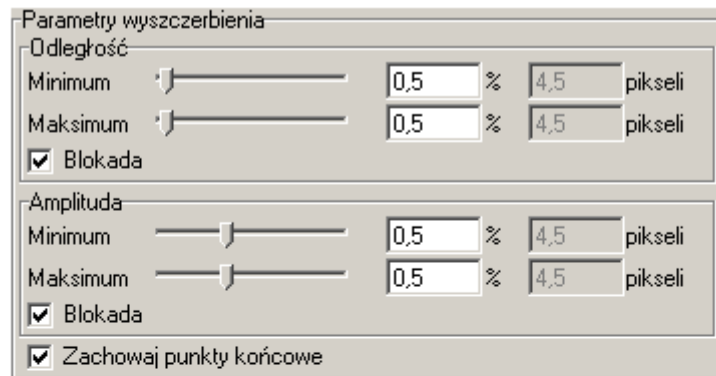 Parametry wyszczerbienia
Odległość
Minimum 0,5 % 4,5 pikseli
Maksimum 0,5 % 4,5 pikseli
Blokada
Amplituda
Minimum 0,5 % 4,5 pikseli
Maksimum 0,5 % 4,5 pikseli
Blokada
Zachowaj punkty końcowe